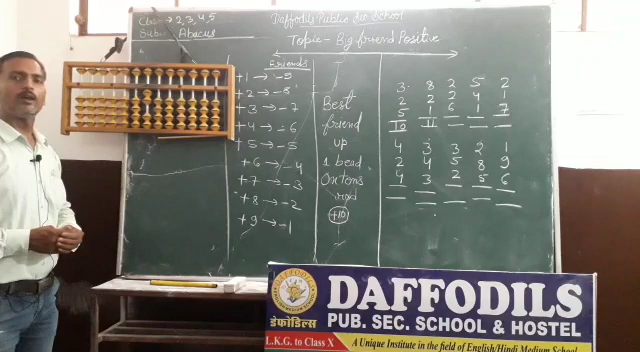 Class → 2, 3, 4, 5
Daffodils Public Sec School
Sub: Abacus
Topic - Big friend Positive
Friends
+1 → -9
+2 → -8
+3 → -7
+4 → -6
+5 → -5
+6 → -4
+7 → -3
+8 → -2
+9 → -1
Best
friend
up
1 bead
On tens
rod
+10
3 8 2 5 2
2 2 2 4 1
5 1 6 1 7
10 11
4 3 3 2 1
2 4 5 8 9
4 3 2 5 6
DAFFODILS
डेफोडिल्स
PUB. SEC. SCHOOL & HOSTEL
L.K.G. to Class X
A Unique Institute in the field of English/Hindi Medium School